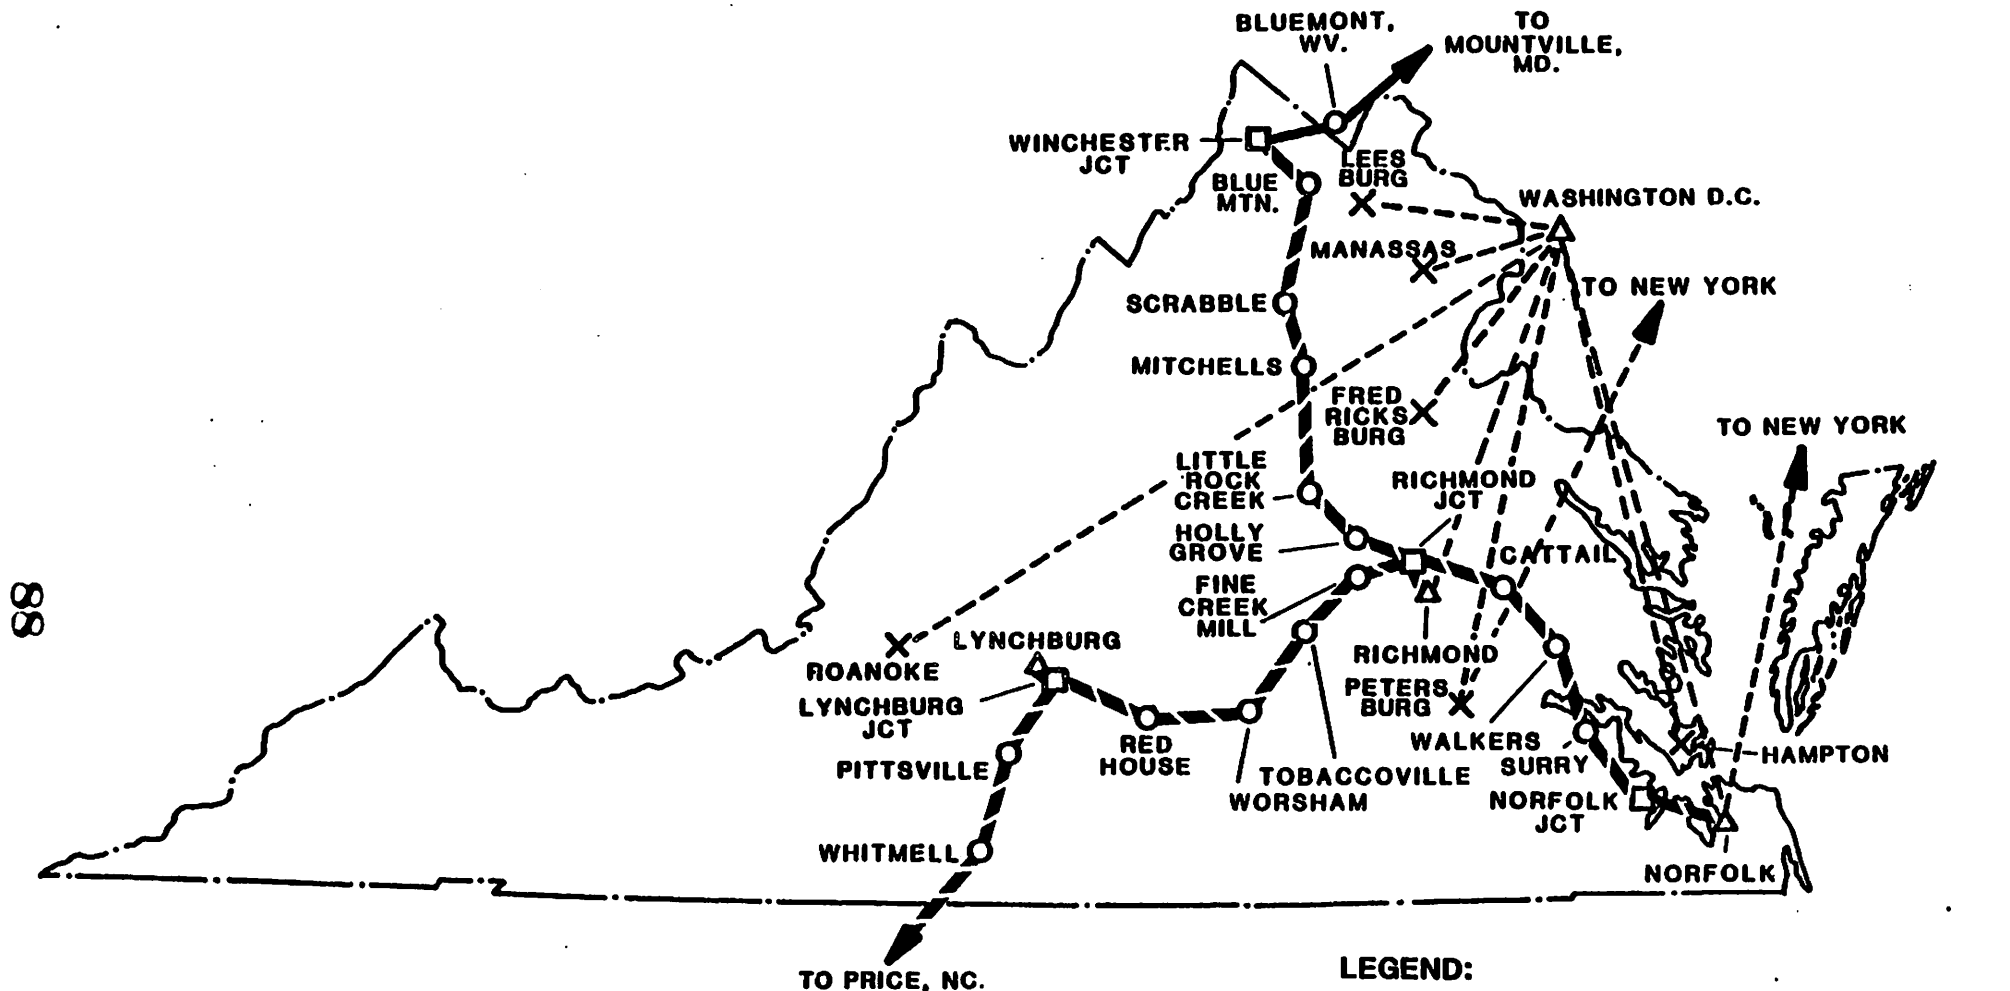 BLUEMONT,
WV.
TO
MOUNTVILLE,
MD.
WINCHESTER
JCT
LEES
BURG
BLUE
MTN.
WASHINGTON D.C.
MANASSAS
TO NEW YORK
SCRABBLE
MITCHELLS
FRED
RICKS
BURG
TO NEW YORK
LITTLE
ROCK
CREEK
RICHMOND
JCT
HOLLY
GROVE
CATTAIL
FINE
CREEK
MILL
88
LYNCHBURG
ROANOKE
RICHMOND
PETERS
BURG
LYNCHBURG
JCT
RED
HOUSE
WALKERS
SURRY
HAMPTON
PITTSVILLE
TOBACCOVILLE
WORSHAM
NORFOLK
JCT
WHITMELL
NORFOLK
TO PRICE, NC.
LEGEND: